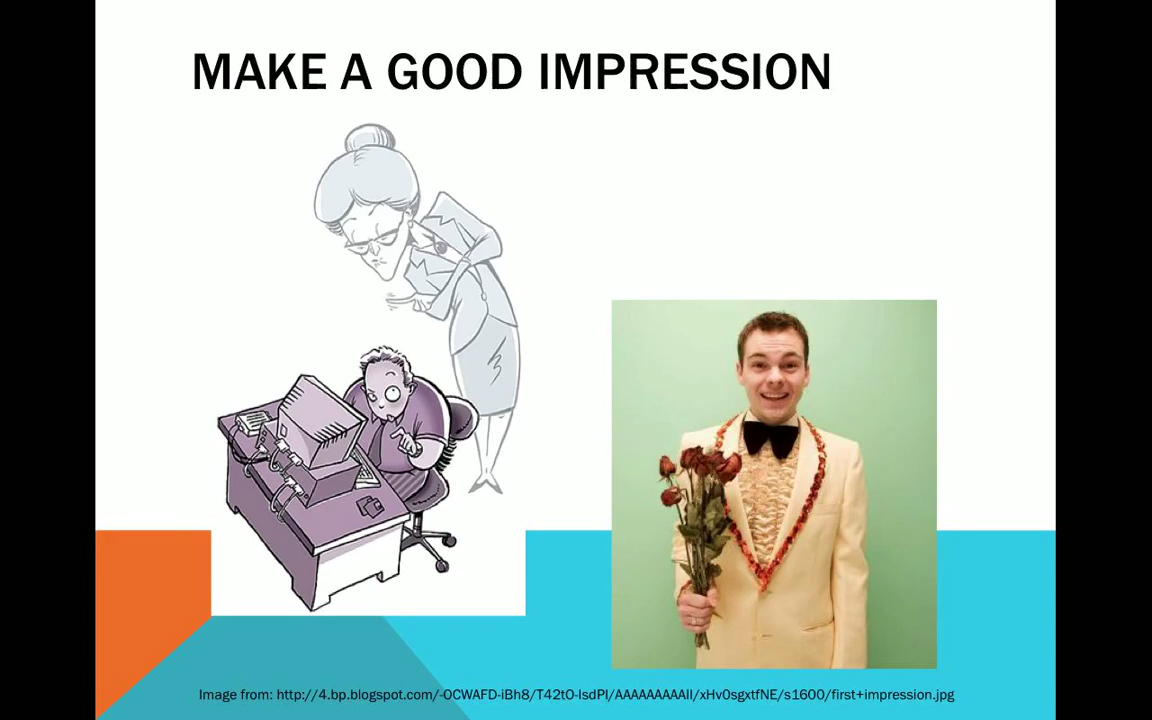 MAKE A GOOD IMPRESSION
Image from: http://4.bp.blogspot.com/-OCWAFD-iBh8/T42tO-lsdPI/AAAAAAAAAII/xHv0sgxtfNE/s1600/first+impression.jpg